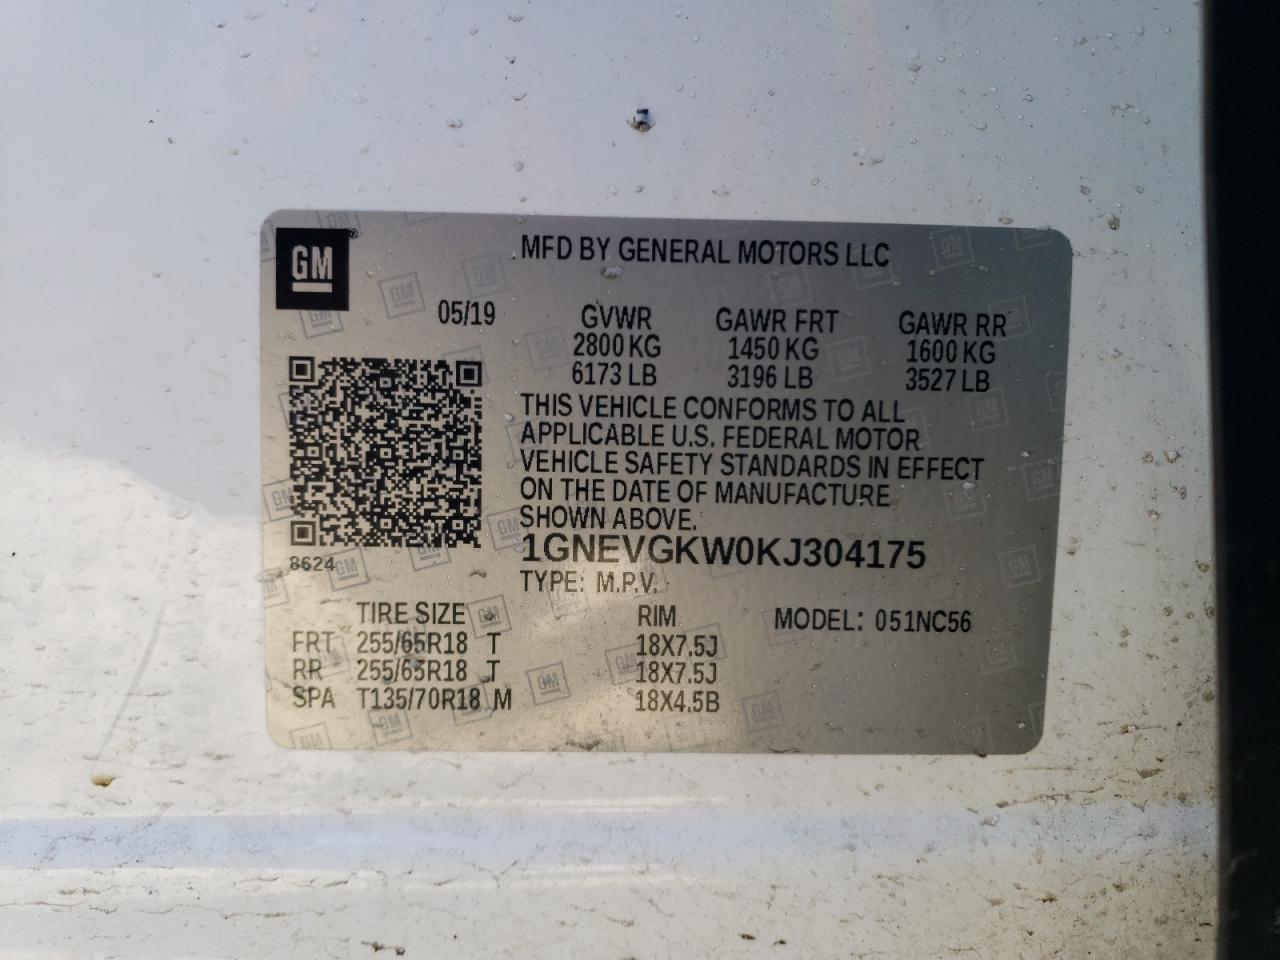 GM
MFD BY GENERAL MOTORS LLC
05/19
GVWR GAWR FRT GAWR RR
2800 KG 1450 KG 1600 KG
6173 LB 3196 LB 3527 LB
THIS VEHICLE CONFORMS TO ALL
APPLICABLE U.S. FEDERAL MOTOR
VEHICLE SAFETY STANDARDS IN EFFECT
ON THE DATE OF MANUFACTURE
SHOWN ABOVE.
1GNEVGKW0KJ304175
8624
TYPE: M.P.V.
TIRE SIZE RIM MODEL: 051NC56
FRT 255/65R18 T 18X7.5J
RR 255/65R18 T 18X7.5J
SPA T135/70R18 M 18X4.5B